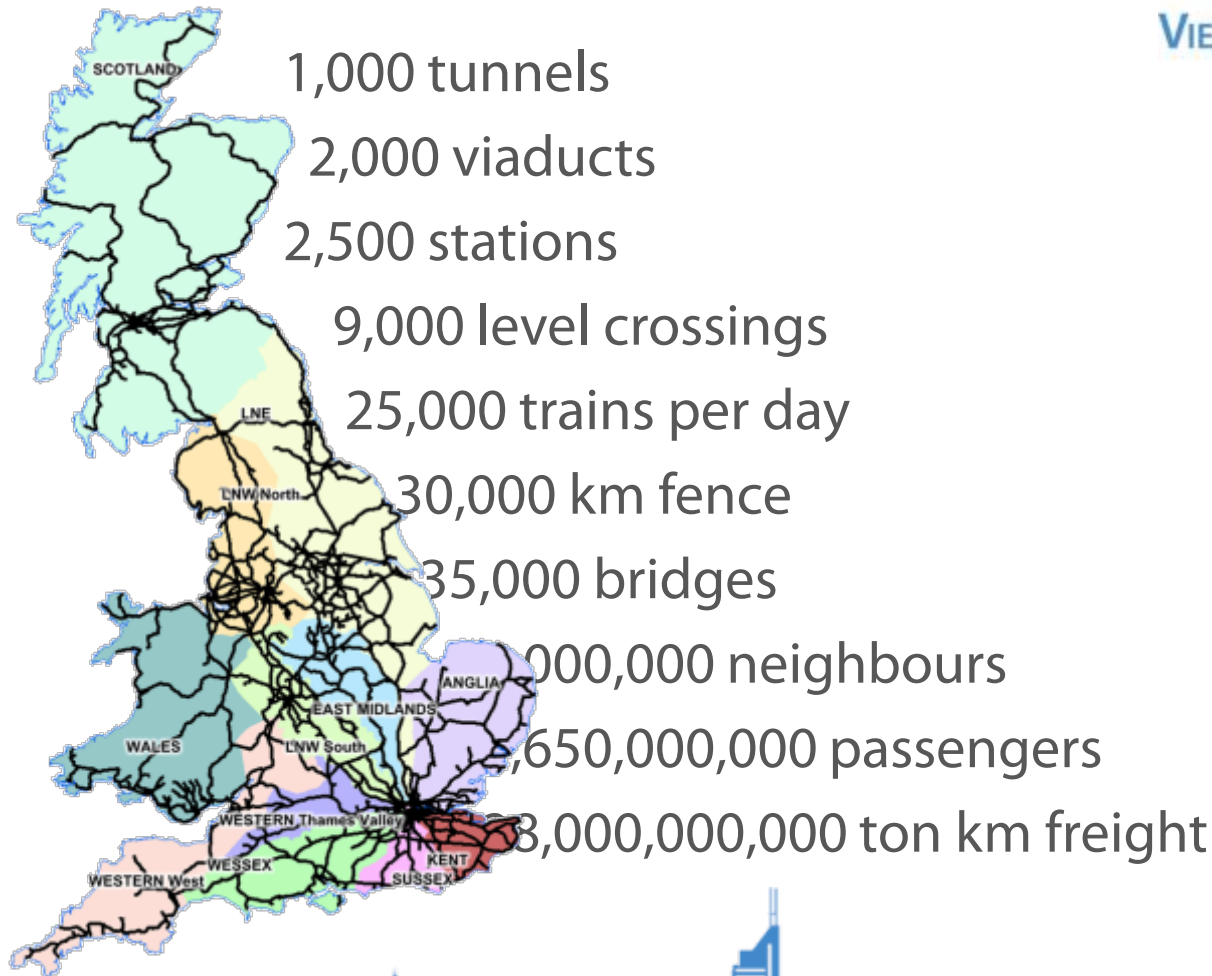 VIE
SCOTLAND
1,000 tunnels
2,000 viaducts
2,500 stations
9,000 level crossings
LNE
25,000 trains per day
LNW North
30,000 km fence
35,000 bridges
000,000 neighbours
ANGLIA
EAST MIDLANDS
WALES
LNW South
,650,000,000 passengers
WESTERN Thames Valley
3,000,000,000 ton km freight
WESSEX
KENT
WESTERN West
SUSSEX